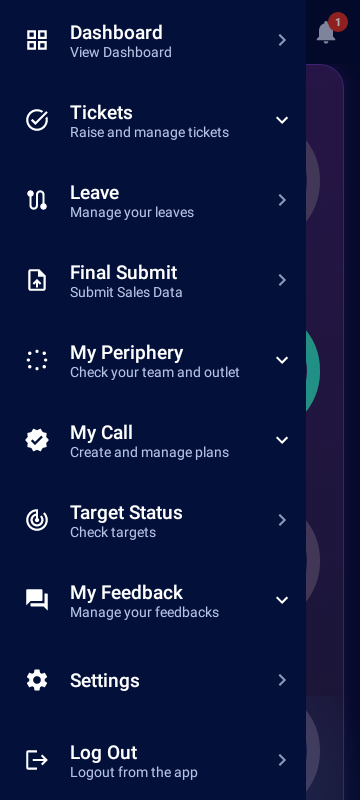 Dashboard
View Dashboard
1
Tickets
Raise and manage tickets
Leave
Manage your leaves
Final Submit
Submit Sales Data
My Periphery
Check your team and outlet
My Call
Create and manage plans
Target Status
Check targets
My Feedback
Manage your feedbacks
Settings
Log Out
Logout from the app